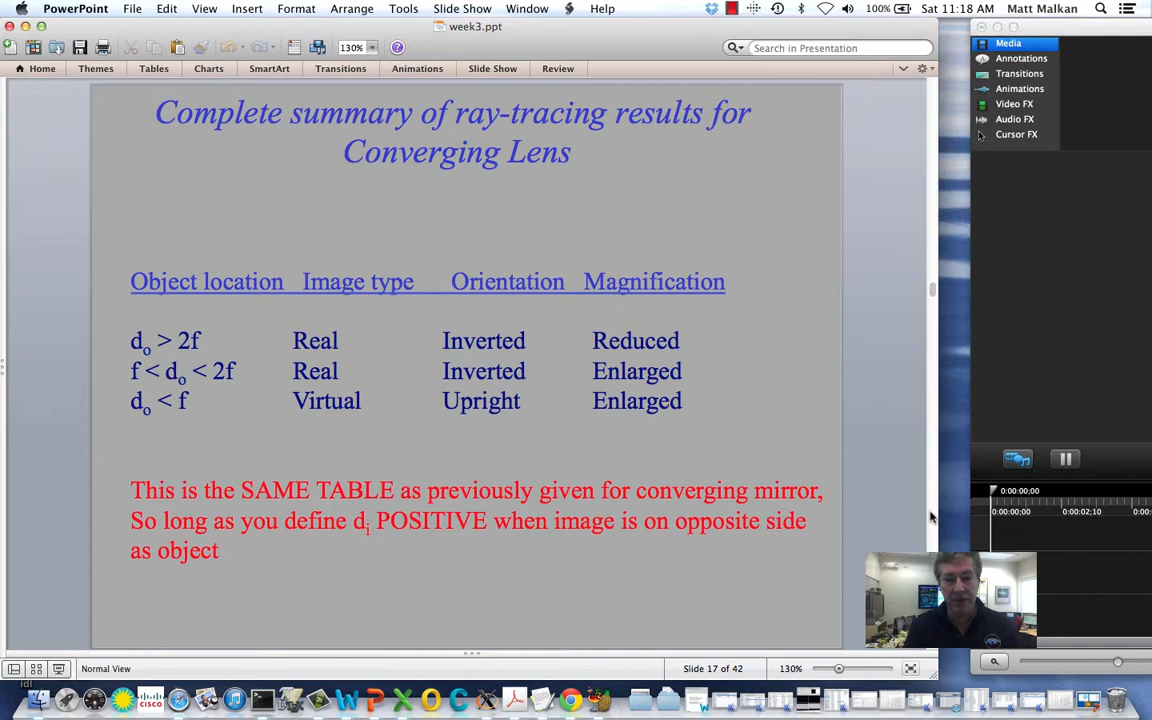 PowerPoint File Edit View Insert Format Arrange Tools Slide Show Window Help 100% Sat 11:18 AM Matt Malkan
week3.ppt
130% Search in Presentation
Home Themes Tables Charts SmartArt Transitions Animations Slide Show Review
Media
Annotations
Transitions
Animations
Video FX
Audio FX
Cursor FX
Complete summary of ray-tracing results for
Converging Lens
Object location Image type Orientation Magnification
do > 2f Real Inverted Reduced
f < do < 2f Real Inverted Enlarged
do < f Virtual Upright Enlarged
This is the SAME TABLE as previously given for converging mirror,
So long as you define di POSITIVE when image is on opposite side
as object
0:00:00;00
0:00:00;00 0:00:02;10
Normal View Slide 17 of 42 130%
idl
CISCO